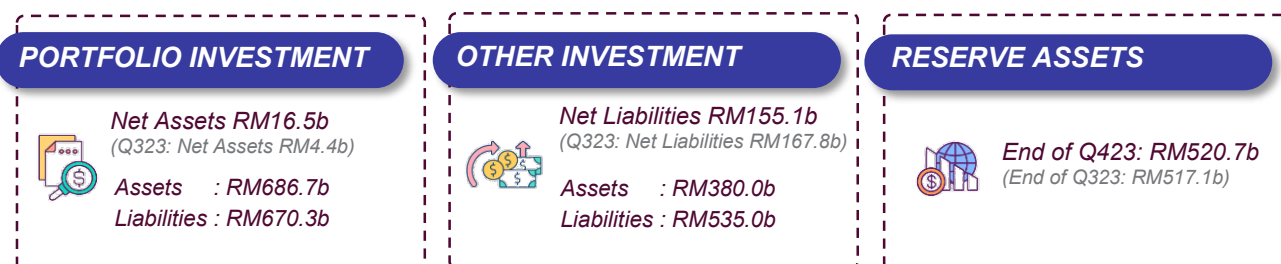 PORTFOLIO INVESTMENT
Net Assets RM16.5b
(Q323: Net Assets RM4.4b)
Assets : RM686.7b
Liabilities : RM670.3b
OTHER INVESTMENT
Net Liabilities RM155.1b
(Q323: Net Liabilities RM167.8b)
Assets : RM380.0b
Liabilities : RM535.0b
RESERVE ASSETS
End of Q423: RM520.7b
(End of Q323: RM517.1b)